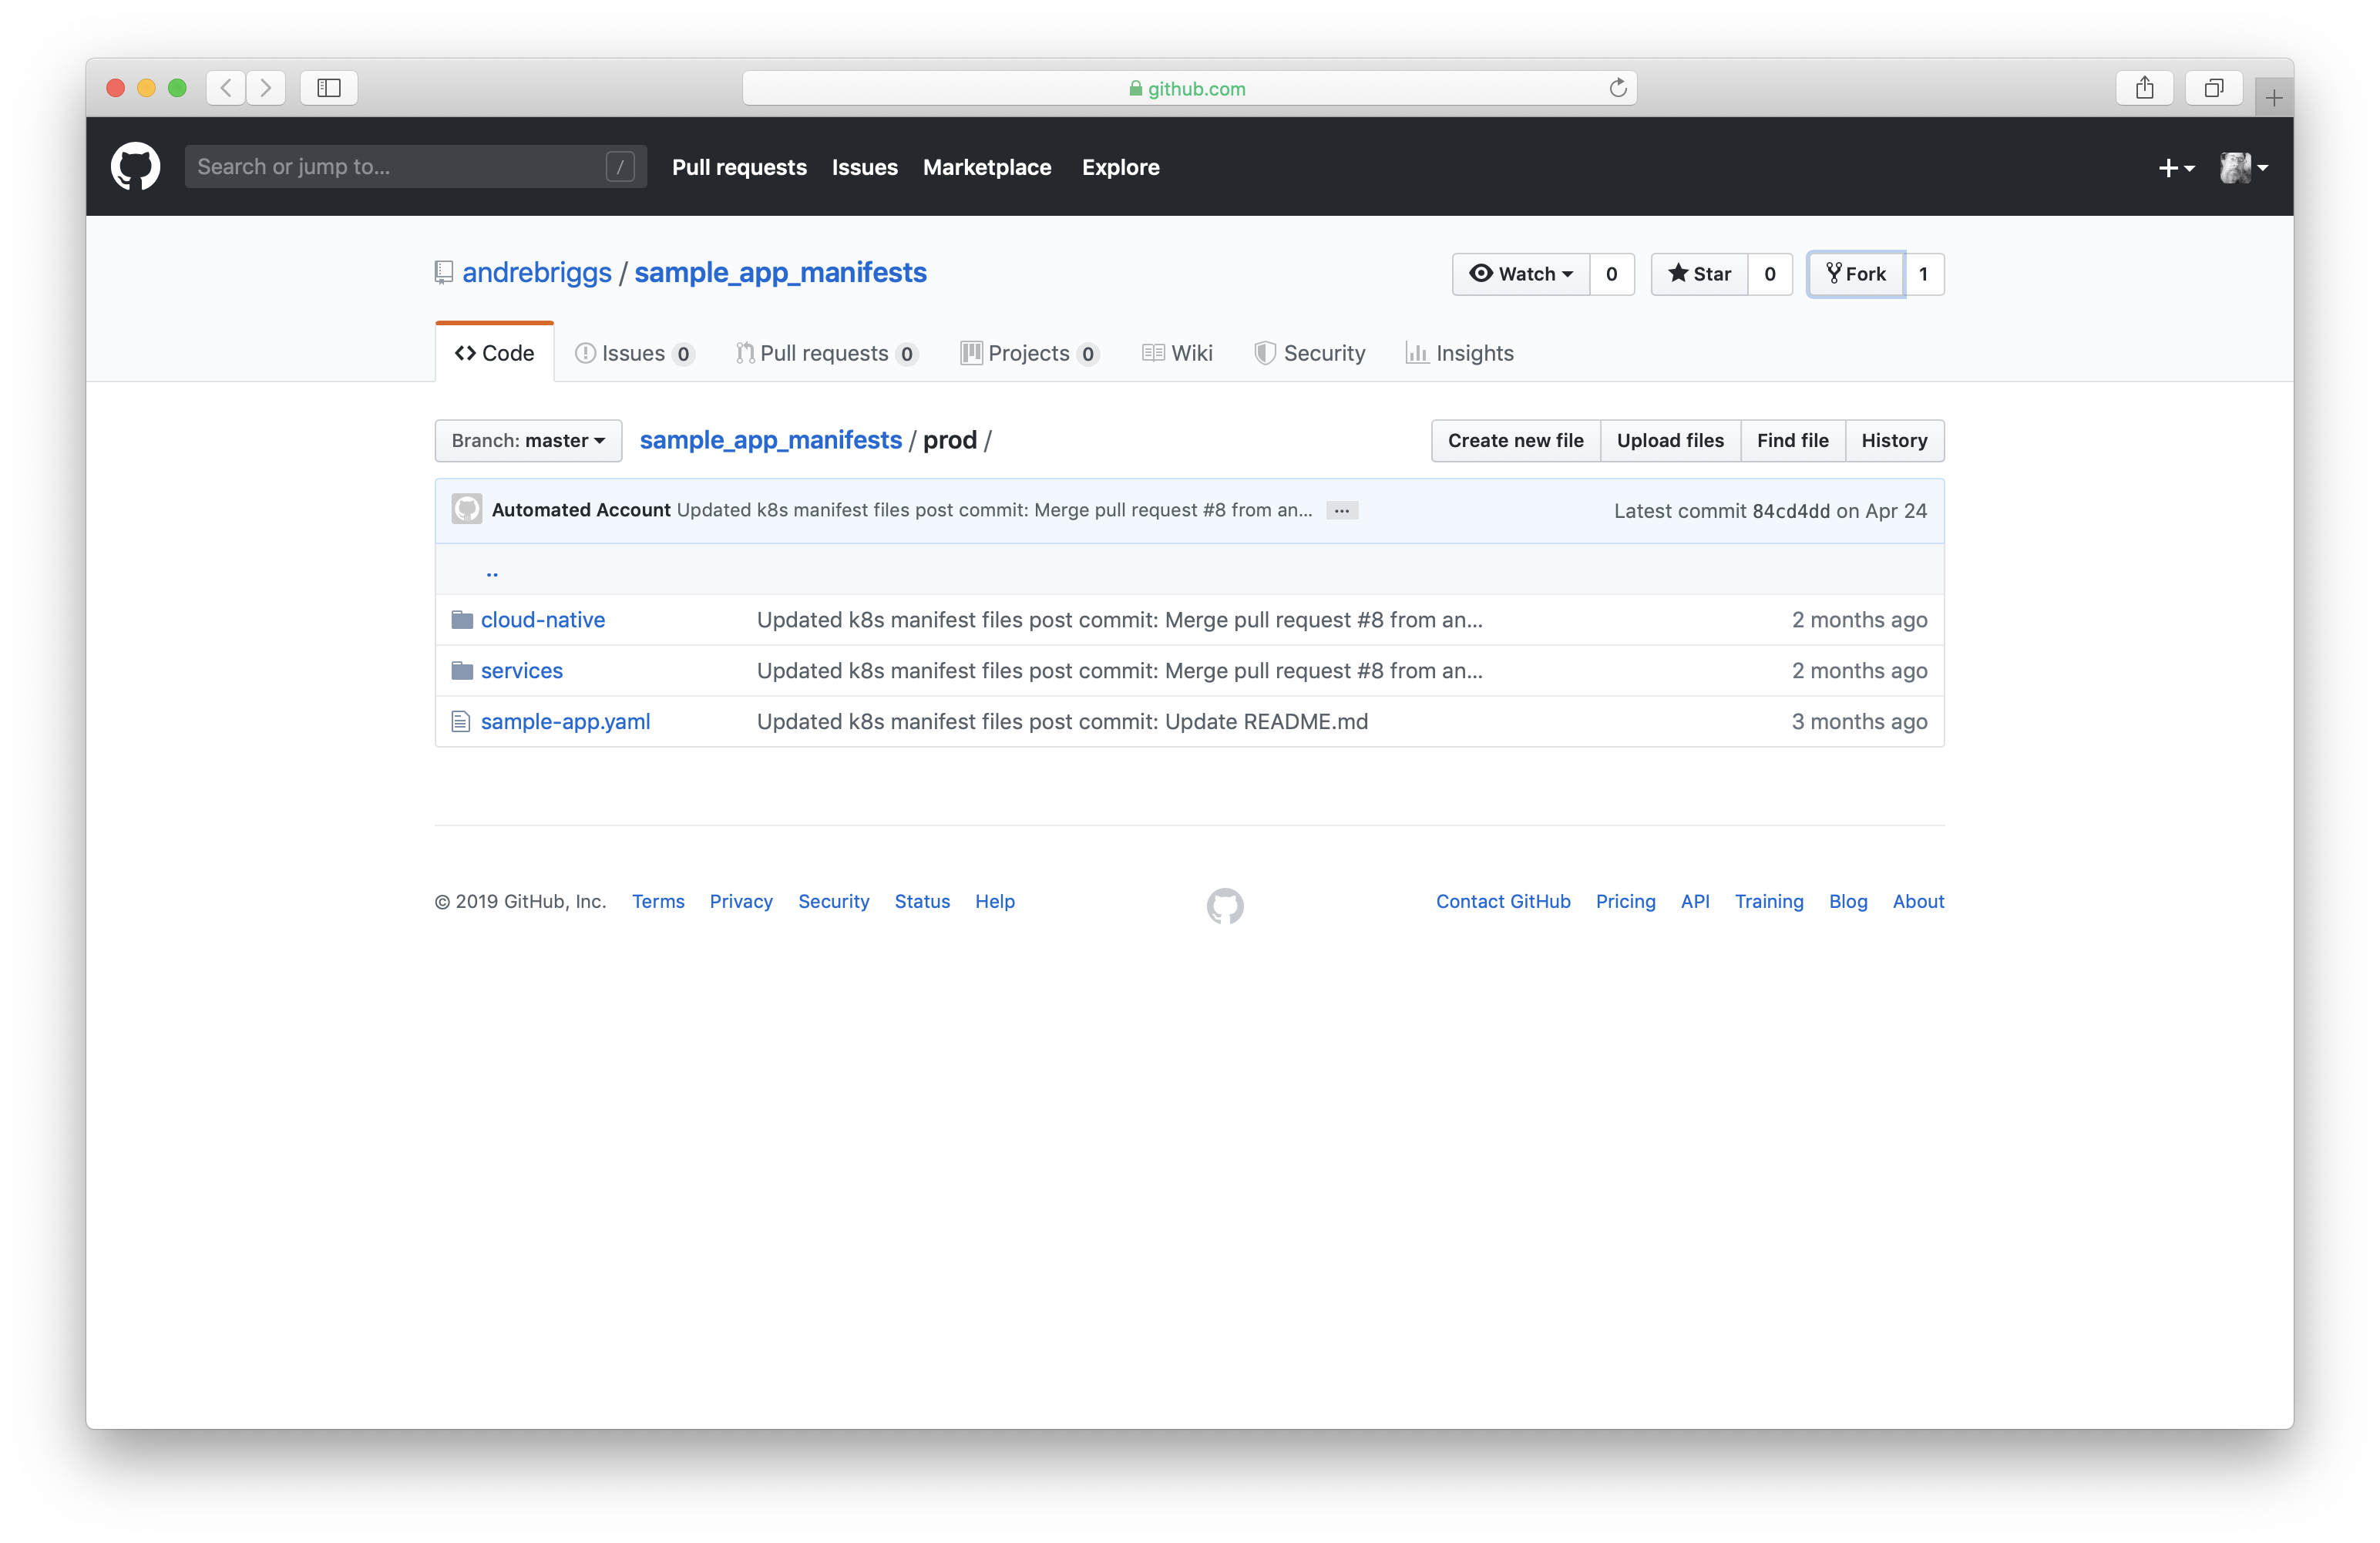 github.com
Search or jump to... / Pull requests Issues Marketplace Explore
andrebriggs / sample_app_manifests Watch 0 Star 0 Fork 1
Code Issues 0 Pull requests 0 Projects 0 Wiki Security Insights
Branch: master sample_app_manifests / prod / Create new file Upload files Find file History
Automated Account Updated k8s manifest files post commit: Merge pull request #8 from an... ... Latest commit 84cd4dd on Apr 24
..
cloud-native Updated k8s manifest files post commit: Merge pull request #8 from an... 2 months ago
services Updated k8s manifest files post commit: Merge pull request #8 from an... 2 months ago
sample-app.yaml Updated k8s manifest files post commit: Update README.md 3 months ago
© 2019 GitHub, Inc. Terms Privacy Security Status Help Contact GitHub Pricing API Training Blog About